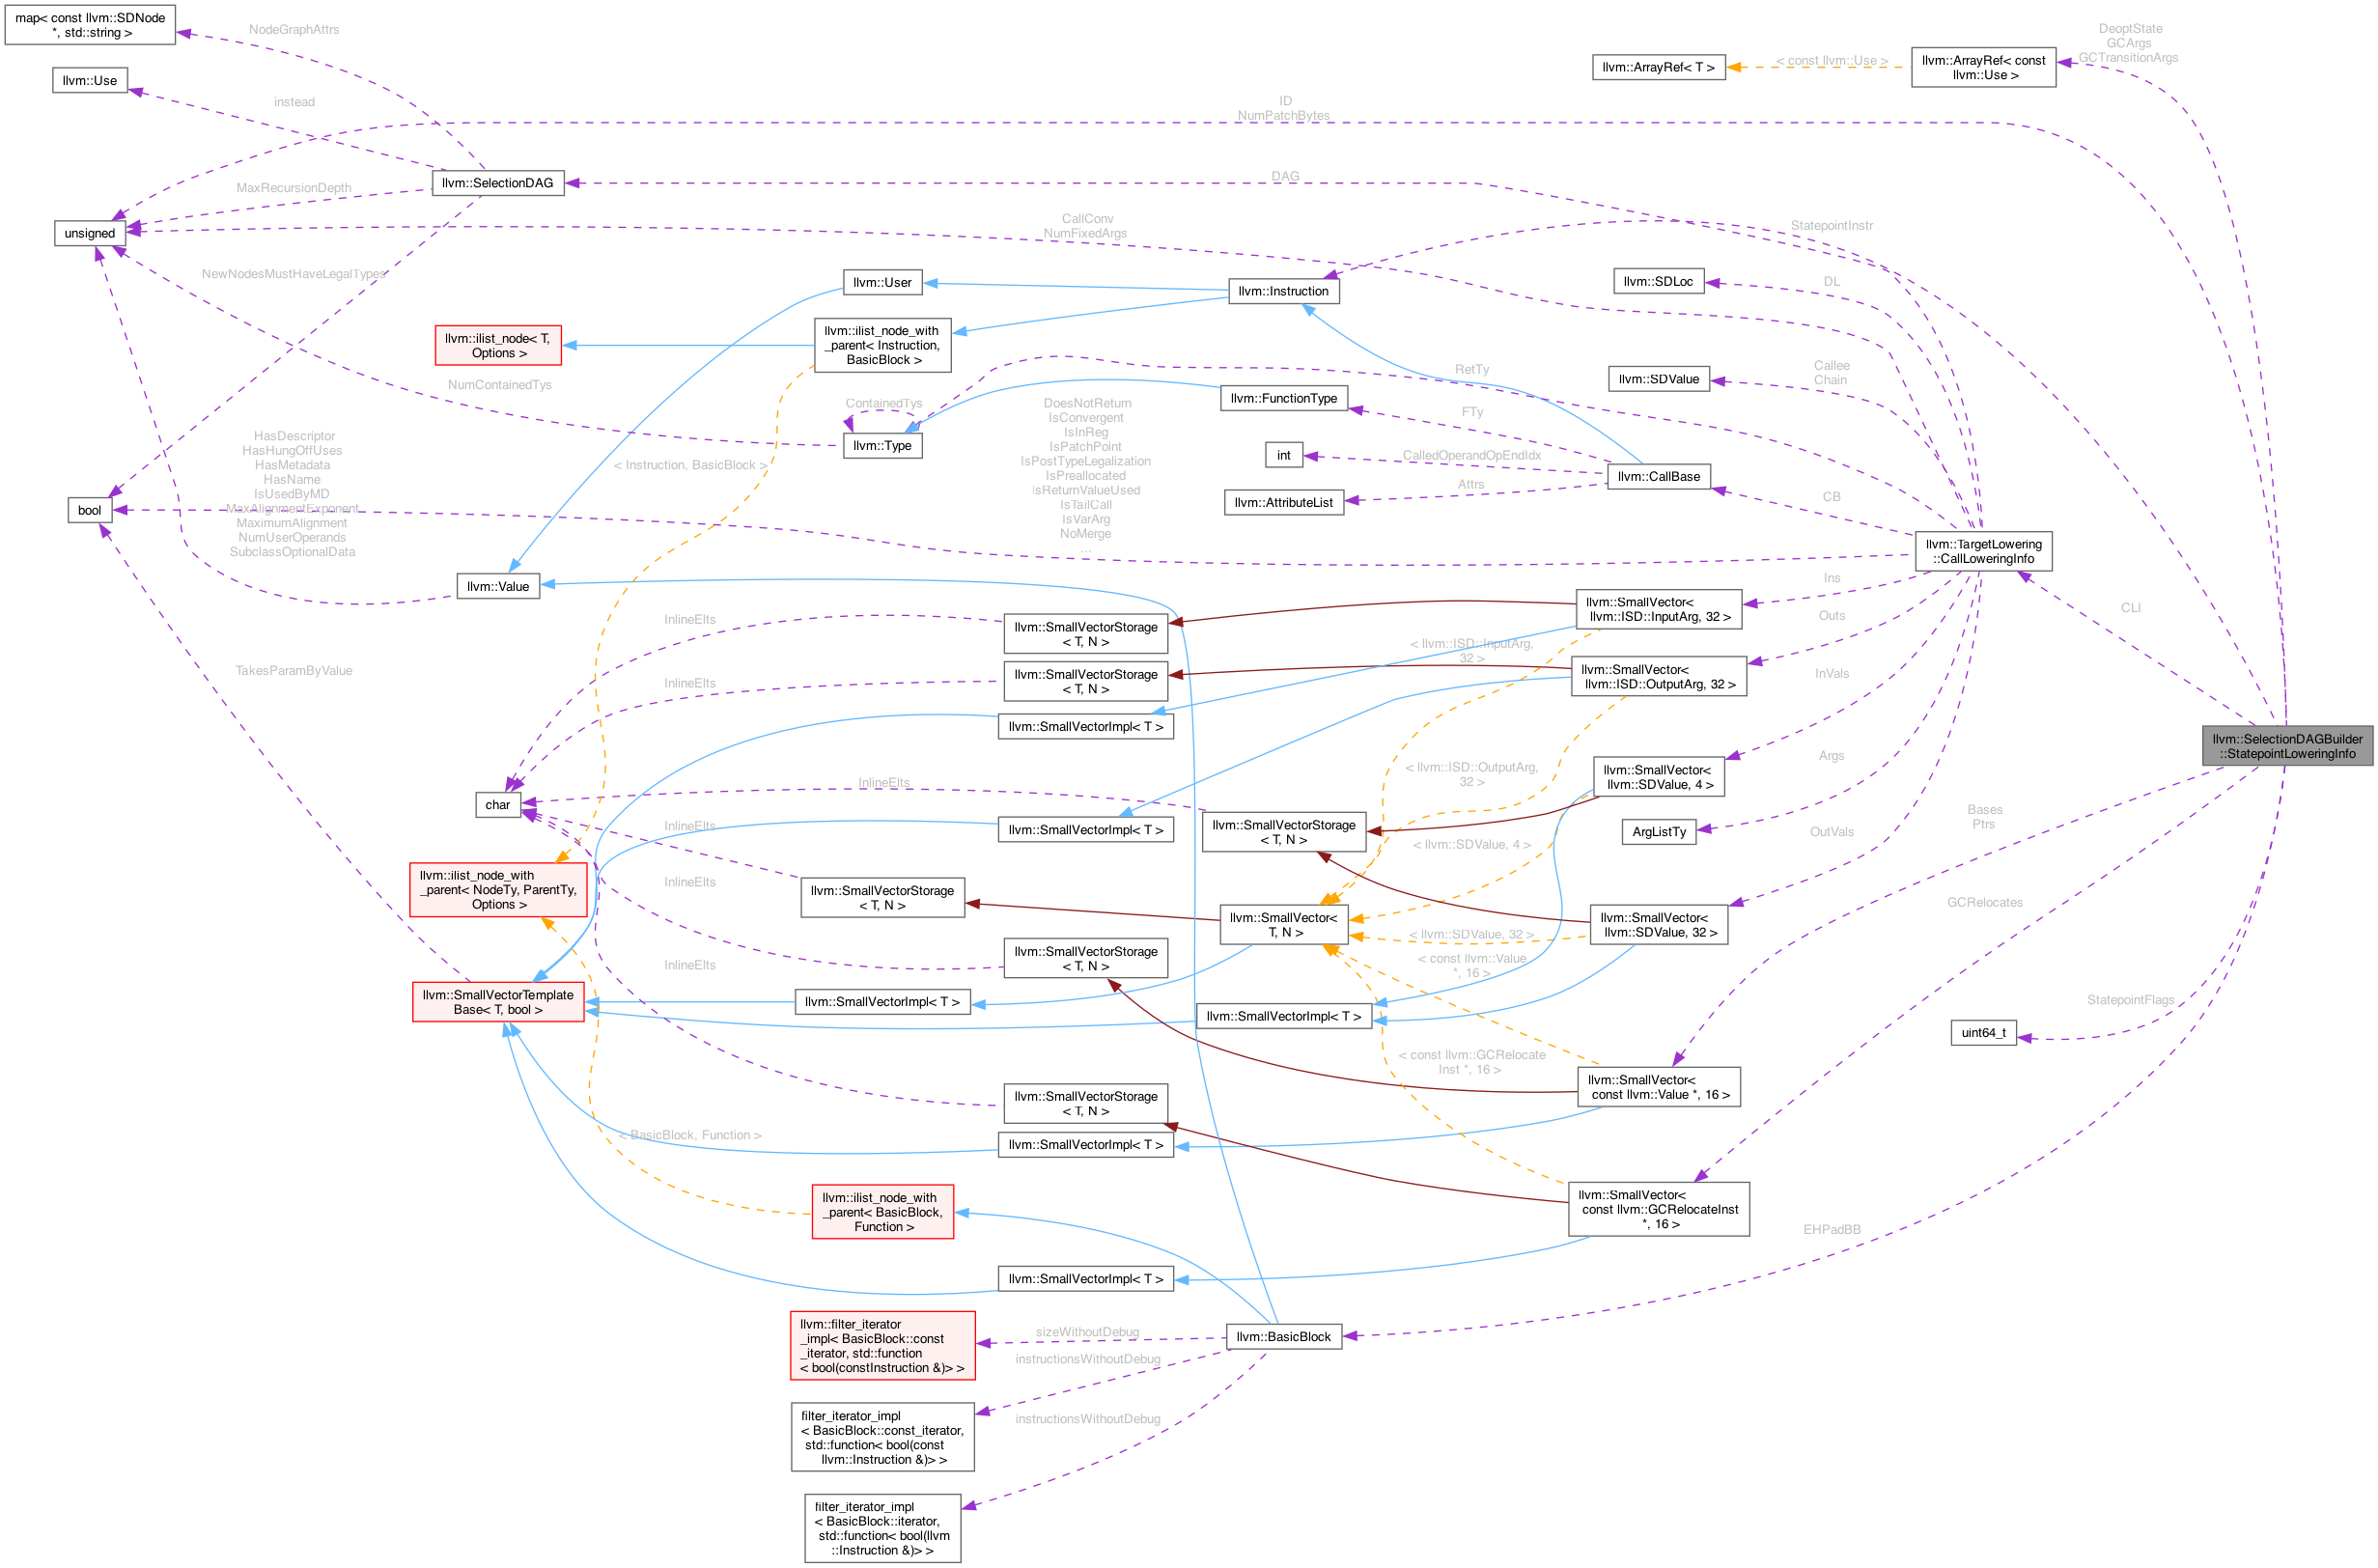 map< const llvm::SDNode
*, std::string >
NodeGraphAttrs
DeoptState
GCArgs
GCTransitionArgs
llvm::ArrayRef< T >
< const llvm::Use >
llvm::ArrayRef< const
llvm::Use >
llvm::Use
instead
ID
NumPatchBytes
MaxRecursionDepth
llvm::SelectionDAG
DAG
unsigned
CallConv
NumFixedArgs
StatepointInstr
NewNodesMustHaveLegalTypes
llvm::User
llvm::Instruction
llvm::SDLoc
DL
llvm::ilist_node< T,
Options >
llvm::ilist_node_with
_parent< Instruction,
BasicBlock >
NumContainedTys
ContainedTys
llvm::Type
RetTy
llvm::FunctionType
FTy
llvm::SDValue
Callee
Chain
int
CalledOperandOpEndIdx
llvm::AttributeList
Attrs
llvm::CallBase
CB
< Instruction, BasicBlock >
DoesNotReturn
IsConvergent
IsInReg
IsPatchPoint
IsPostTypeLegalization
IsPreallocated
IsReturnValueUsed
IsTailCall
IsVarArg
NoMerge
...
HasDescriptor
HasHungOffUses
HasMetadata
HasName
IsUsedByMD
MaxAlignmentExponent
MaximumAlignment
NumUserOperands
SubclassOptionalData
bool
llvm::Value
llvm::TargetLowering
::CallLoweringInfo
CLI
Ins
Outs
InVals
Args
OutVals
TakesParamByValue
InlineElts
llvm::SmallVectorStorage
< T, N >
llvm::SmallVector<
llvm::ISD::InputArg, 32 >
< llvm::ISD::InputArg,
32 >
InlineElts
llvm::SmallVectorStorage
< T, N >
llvm::SmallVector<
llvm::ISD::OutputArg, 32 >
llvm::SmallVectorImpl< T >
llvm::SelectionDAGBuilder
::StatepointLoweringInfo
< llvm::ISD::OutputArg,
32 >
llvm::SmallVector<
llvm::SDValue, 4 >
char
InlineElts
InlineElts
llvm::SmallVectorImpl< T >
llvm::SmallVectorStorage
< T, N >
ArgListTy
Bases
Ptrs
< llvm::SDValue, 4 >
llvm::ilist_node_with
_parent< NodeTy, ParentTy,
Options >
InlineElts
llvm::SmallVectorStorage
< T, N >
llvm::SmallVector<
T, N >
< llvm::SDValue, 32 >
llvm::SmallVector<
llvm::SDValue, 32 >
GCRelocates
InlineElts
llvm::SmallVectorStorage
< T, N >
< const llvm::Value
*, 16 >
llvm::SmallVectorTemplate
Base< T, bool >
llvm::SmallVectorImpl< T >
llvm::SmallVectorImpl< T >
StatepointFlags
uint64_t
< const llvm::GCRelocate
Inst *, 16 >
llvm::SmallVector<
const llvm::Value *, 16 >
llvm::SmallVectorStorage
< T, N >
< BasicBlock, Function >
llvm::SmallVectorImpl< T >
llvm::ilist_node_with
_parent< BasicBlock,
Function >
llvm::SmallVector<
const llvm::GCRelocateInst
*, 16 >
EHPadBB
llvm::SmallVectorImpl< T >
llvm::filter_iterator
_impl< BasicBlock::const
_iterator, std::function
< bool(constInstruction &)> >
sizeWithoutDebug
llvm::BasicBlock
instructionsWithoutDebug
filter_iterator_impl
< BasicBlock::const_iterator,
std::function< bool(const
llvm::Instruction &)> >
instructionsWithoutDebug
filter_iterator_impl
< BasicBlock::iterator,
std::function< bool(llvm
::Instruction &)> >